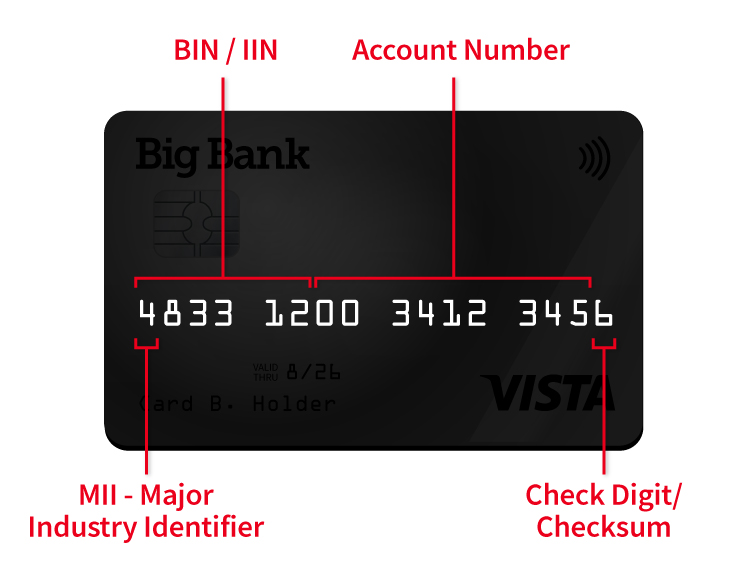 BIN / IIN
Account Number
Big Bank
4833 1200 3412 3456
VALID
THRU 8/26
Card B. Holder
VISTA
MII - Major
Industry Identifier
Check Digit/
Checksum